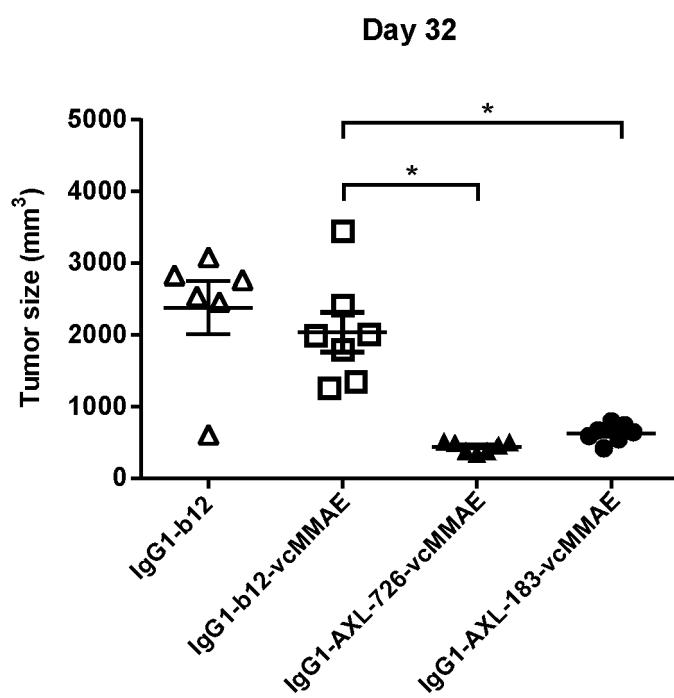 Day 32
*
*
5000
4000
3000
2000
1000
0
Tumor size (mm3)
IgG1-b12
IgG1-b12-vcMMAE
IgG1-AXL-726-vcMMAE
IgG1-AXL-183-vcMMAE